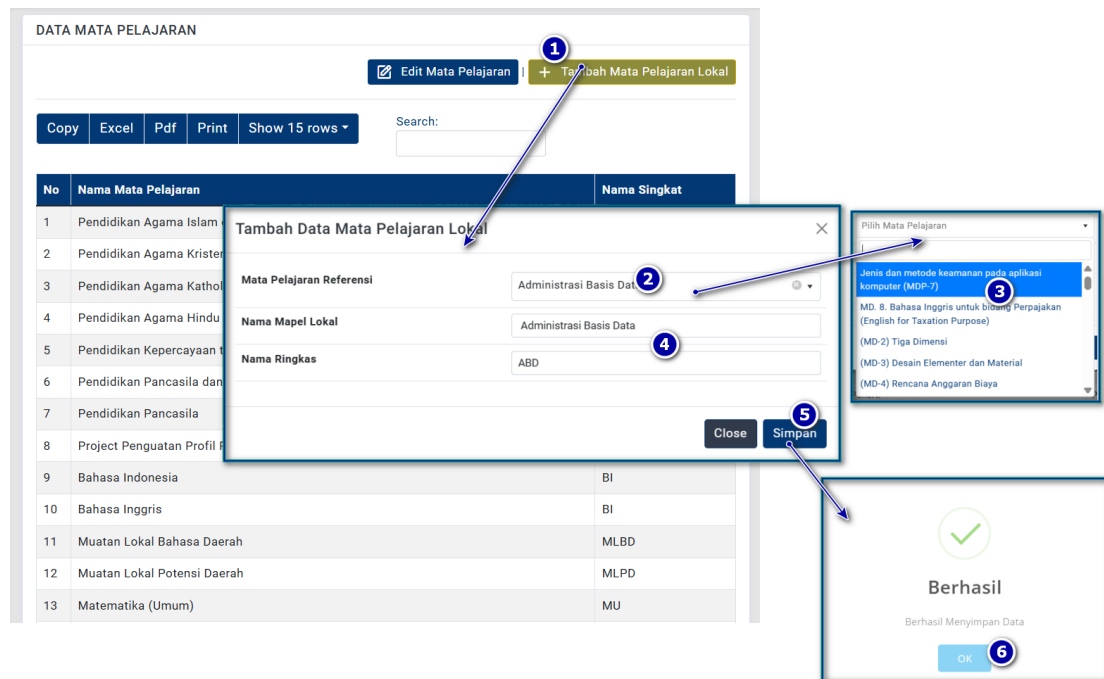 DATA MATA PELAJARAN
1
Edit Mata Pelajaran | + Tambah Mata Pelajaran Lokal
Copy Excel Pdf Print Show 15 rows
Search:
No Nama Mata Pelajaran Nama Singkat
1 Pendidikan Agama Islam
2 Pendidikan Agama Kristen
3 Pendidikan Agama
4 Pendidikan Agama Hindu
5 Pendidikan Kepercayaan
6 Pendidikan Pancasila dan
7 Pendidikan Pancasila
8 Project Penguatan Profil
9 Bahasa Indonesia BI
10 Bahasa Inggris BI
11 Muatan Lokal Bahasa Daerah MLBD
12 Muatan Lokal Potensi Daerah MLPD
13 Matematika (Umum) MU
Tambah Data Mata Pelajaran Lokal
Mata Pelajaran Referensi
Administrasi Basis Data
2
Nama Mapel Lokal
Administrasi Basis Data
4
Nama Ringkas
ABD
5
Close Simpan
Pilih Mata Pelajaran
Jenis dan metode keamanan pada aplikasi
komputer (MDP-7)
3
MD. 8. Bahasa Inggris untuk bidang Perpajakan
(English for Taxation Purpose)
(MD-2) Tiga Dimensi
(MD-3) Desain Elementer dan Material
(MD-4) Rencana Anggaran Biaya
Berhasil
Berhasil Menyimpan Data
OK
6